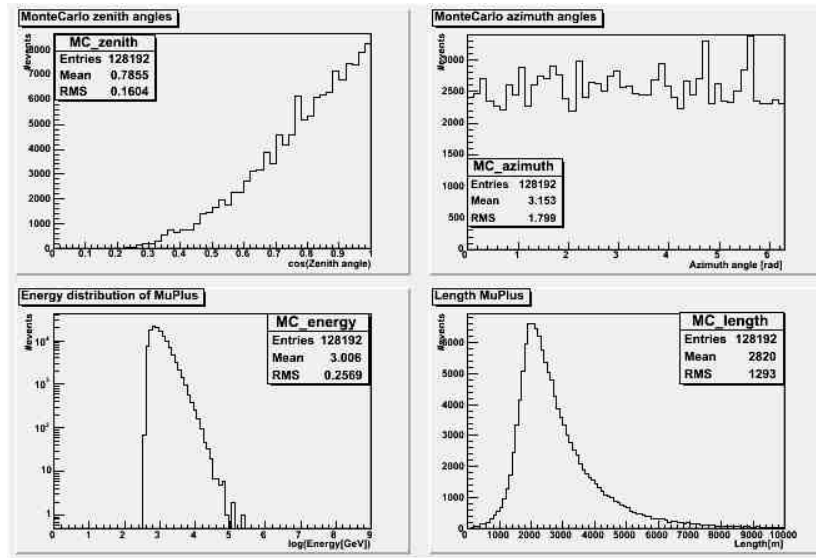 MonteCarlo zenith angles
#events
8000
7000
6000
5000
4000
3000
2000
1000
0
MC_zenith
Entries 128192
Mean 0.7855
RMS 0.1604
0 0.1 0.2 0.3 0.4 0.5 0.6 0.7 0.8 0.9 1
cos(Zenith angle)
MonteCarlo azimuth angles
#events
3000
2500
2000
1500
1000
500
0
MC_azimuth
Entries 128192
Mean 3.153
RMS 1.799
0 1 2 3 4 5 6
Azimuth angle [rad]
Energy distribution of MuPlus
#events
10^4
10^3
10^2
10
1
MC_energy
Entries 128192
Mean 3.006
RMS 0.2569
0 1 2 3 4 5 6 7 8 9
log(Energy[GeV])
Length MuPlus
#events
6000
5000
4000
3000
2000
1000
0
MC_length
Entries 128192
Mean 2820
RMS 1293
0 1000 2000 3000 4000 5000 6000 7000 8000 9000 10000
Length[m]